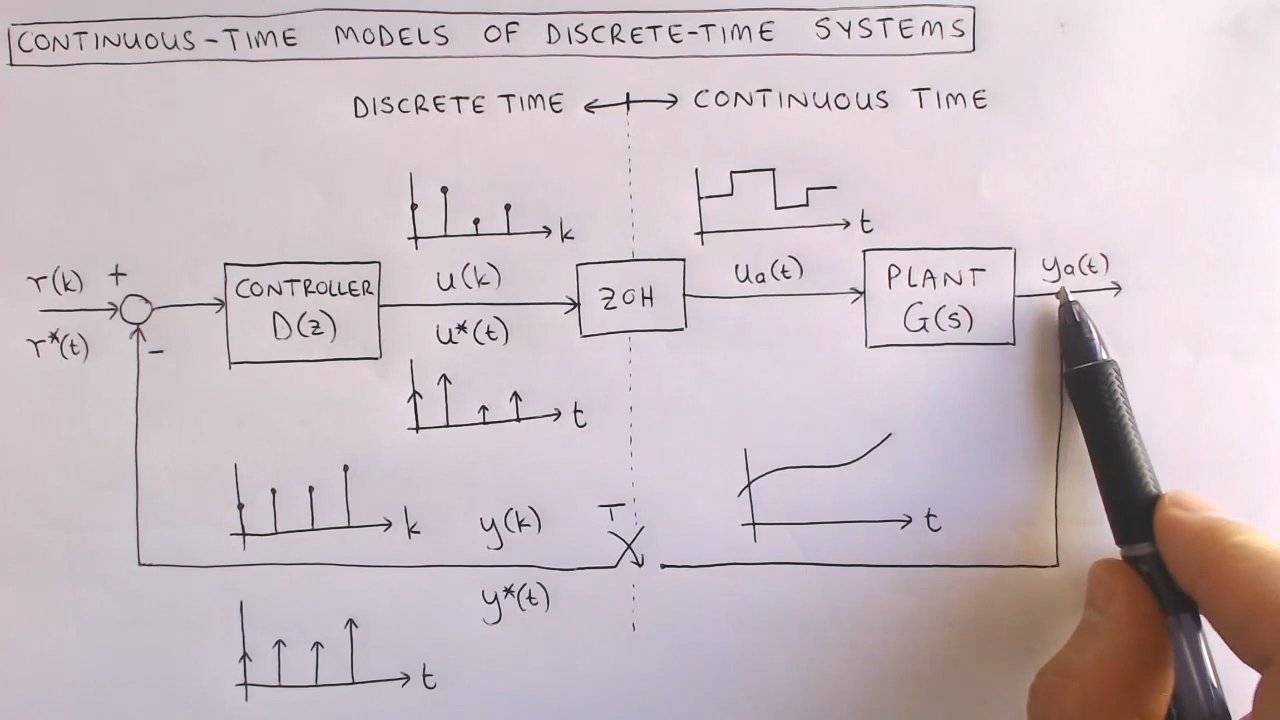 CONTINUOUS-TIME MODELS OF DISCRETE-TIME SYSTEMS
DISCRETE TIME CONTINUOUS TIME
k
t
r(k) +
r*(t)
-
CONTROLLER
D(z)
u(k)
u*(t)
ZOH
ua(t)
PLANT
G(s)
ya(t)
t
k
y(k)
T
t
y*(t)
t